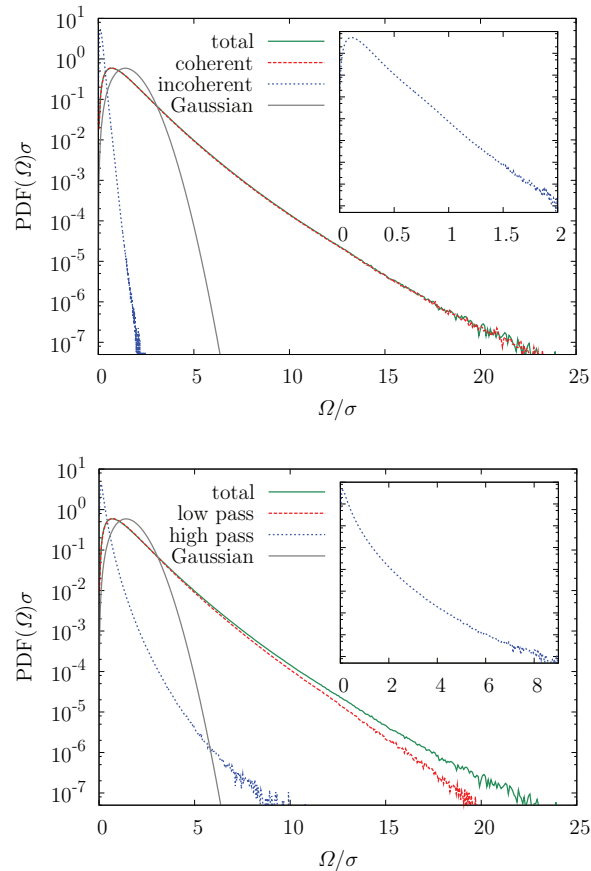 10^1
10^0
10^-1
10^-2
10^-3
10^-4
10^-5
10^-6
10^-7
PDF(Ω)σ
total
coherent
incoherent
Gaussian
0 0.5 1 1.5 2
0 5 10 15 20 25
Ω/σ
10^1
10^0
10^-1
10^-2
10^-3
10^-4
10^-5
10^-6
10^-7
PDF(Ω)σ
total
low pass
high pass
Gaussian
0 2 4 6 8
0 5 10 15 20 25
Ω/σ